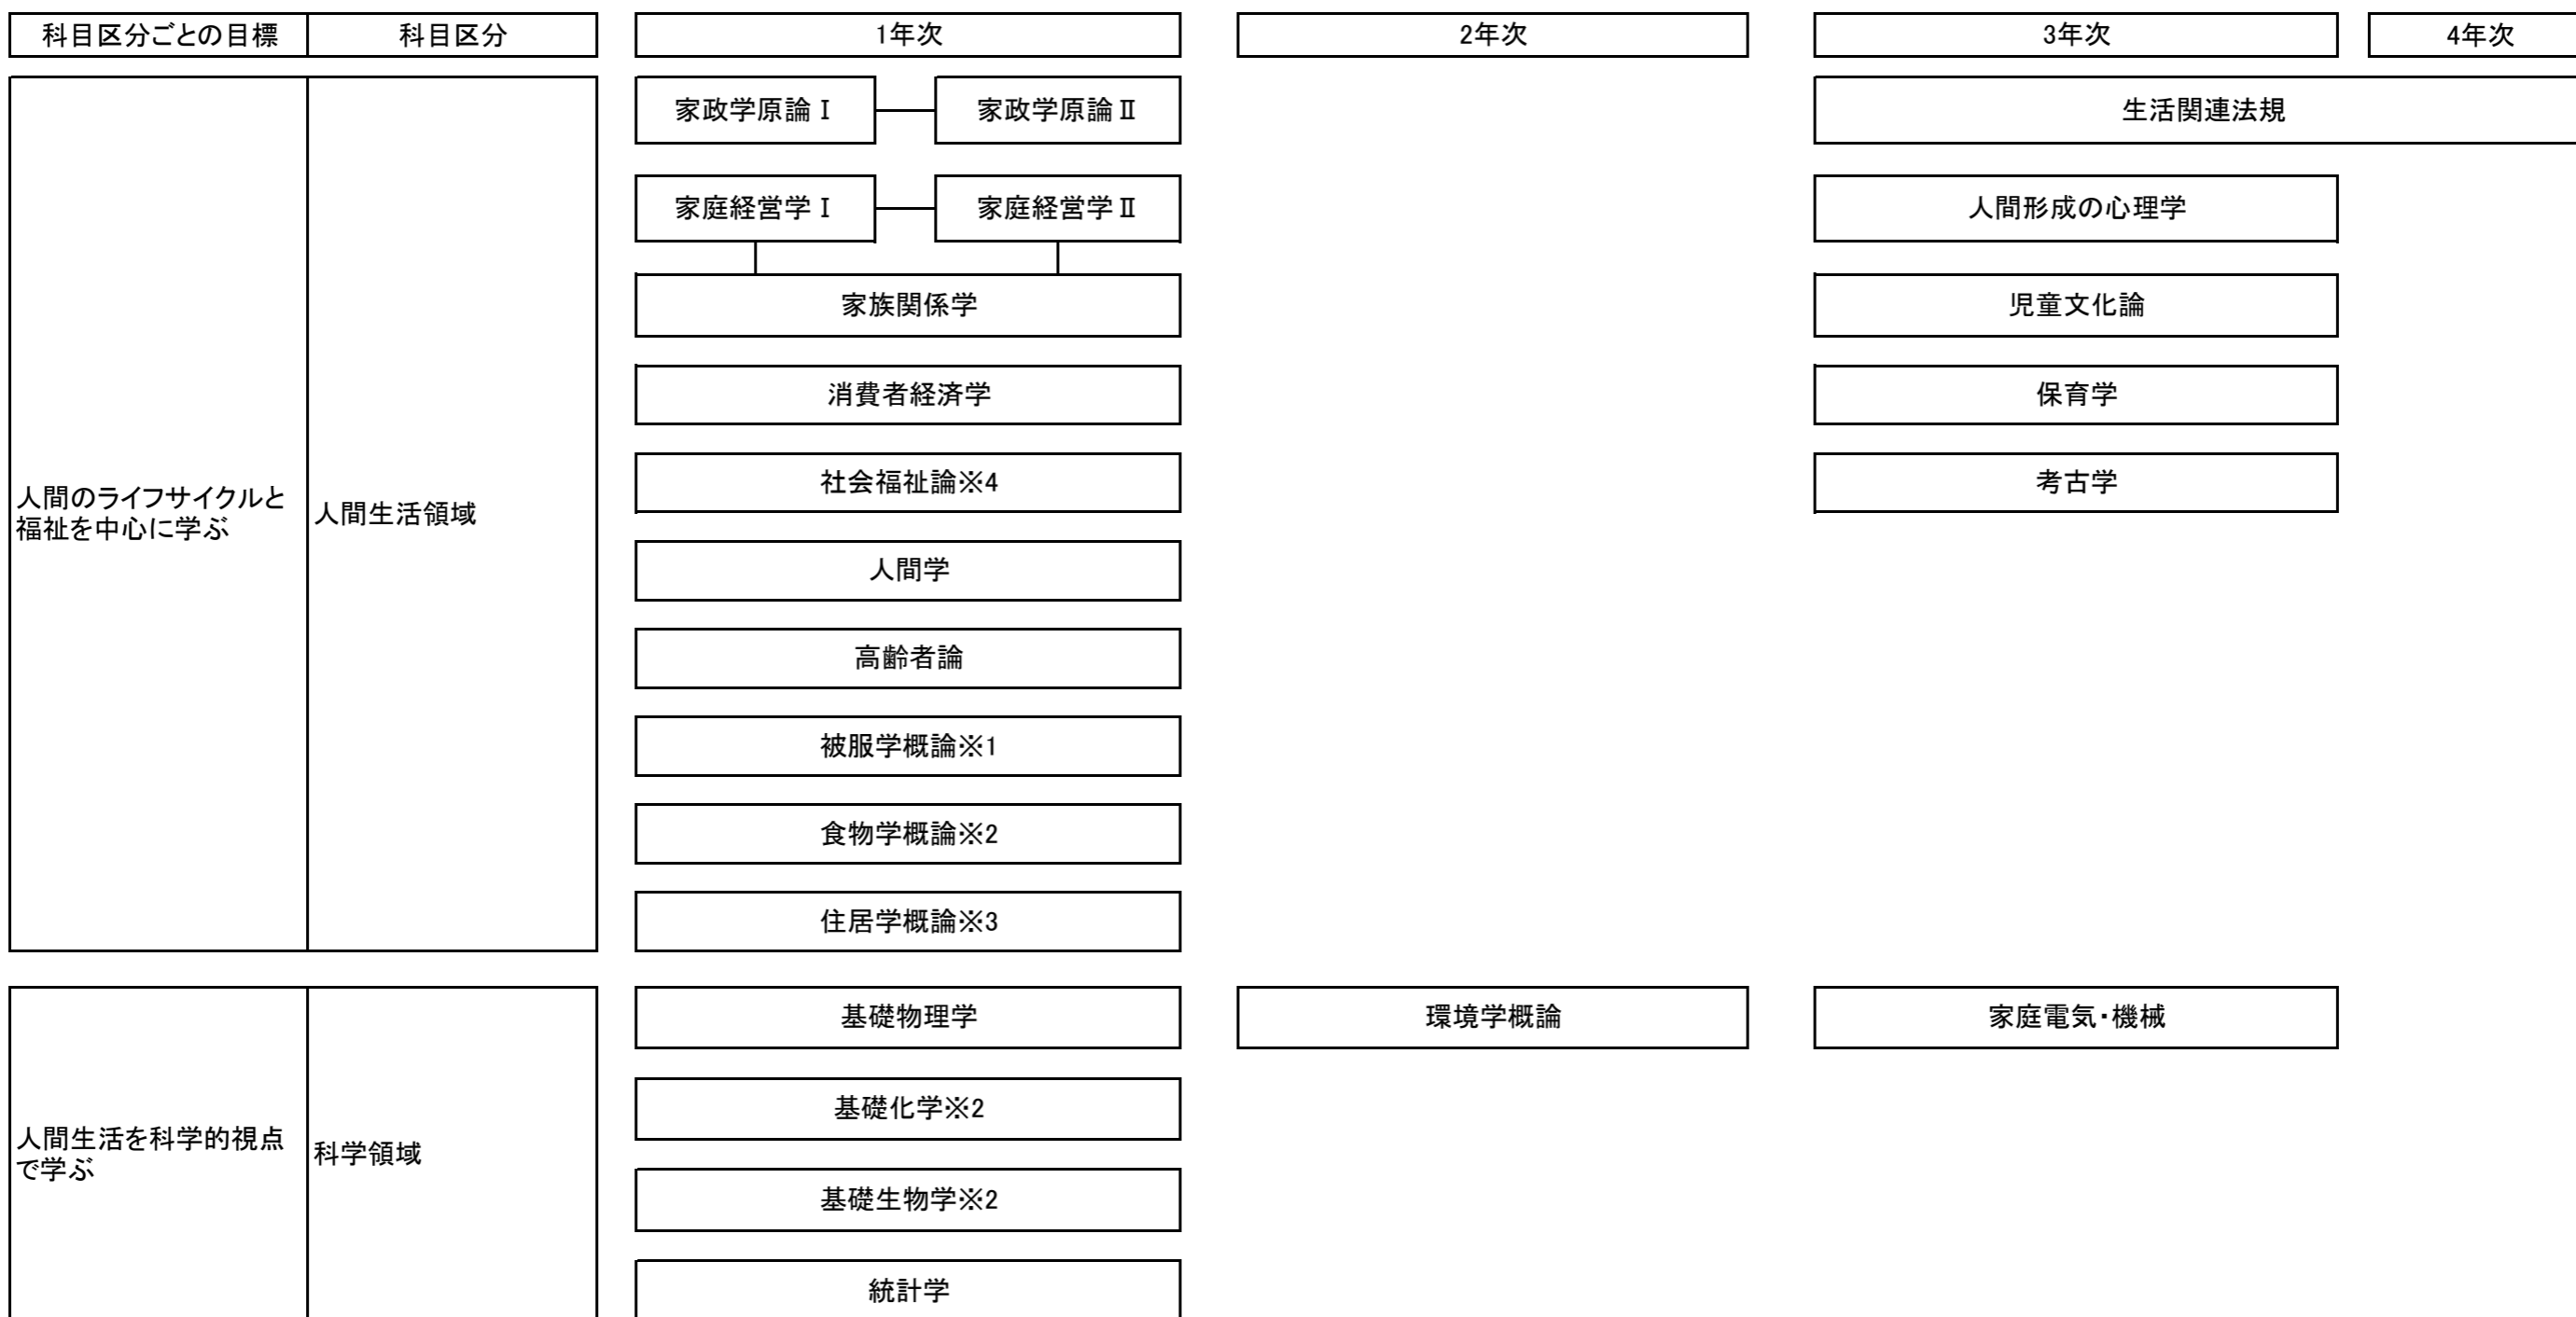 科目区分ごとの目標 科目区分 1年次 2年次 3年次 4年次
家政学原論Ⅰ 家政学原論Ⅱ 生活関連法規
家庭経営学Ⅰ 家庭経営学Ⅱ 人間形成の心理学
家族関係学 児童文化論
消費者経済学 保育学
社会福祉論※4 考古学
人間のライフサイクルと
福祉を中心に学ぶ
人間生活領域
人間学
高齢者論
被服学概論※1
食物学概論※2
住居学概論※3
基礎物理学 環境学概論 家庭電気・機械
基礎化学※2
人間生活を科学的視点
で学ぶ
科学領域
基礎生物学※2
統計学